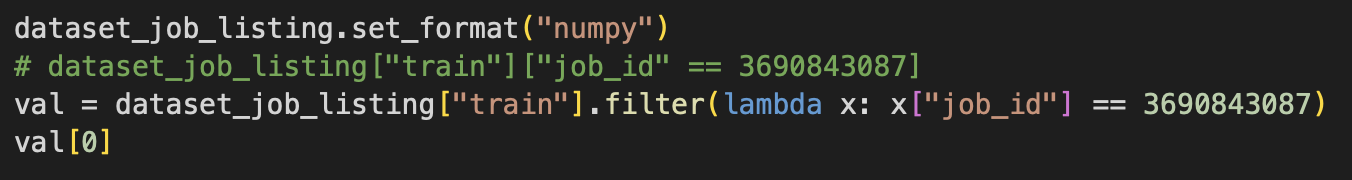 dataset_job_listing.set_format("numpy")
# dataset_job_listing["train"]["job_id" == 3690843087]
val = dataset_job_listing["train"].filter(lambda x: x["job_id"] == 3690843087)
val[0]